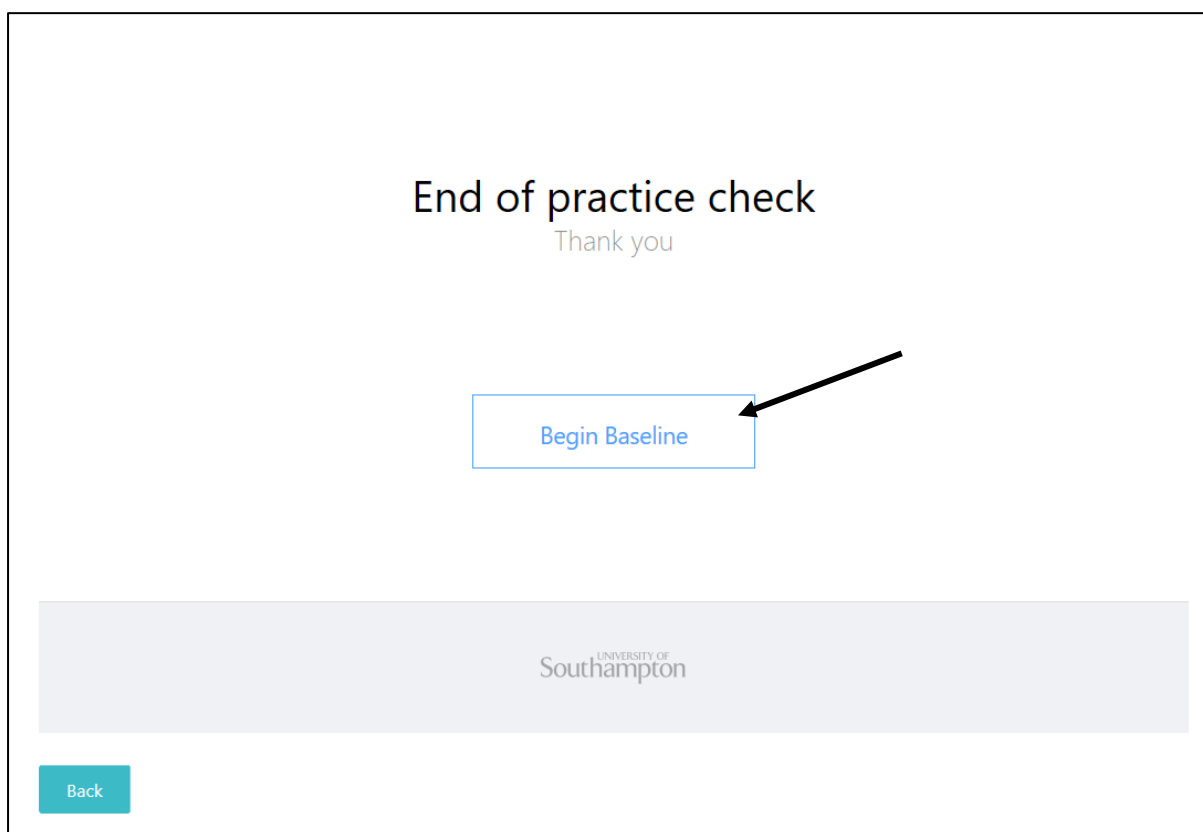 End of practice check
Thank you
Begin Baseline
UNIVERSITY OF
Southampton
Back